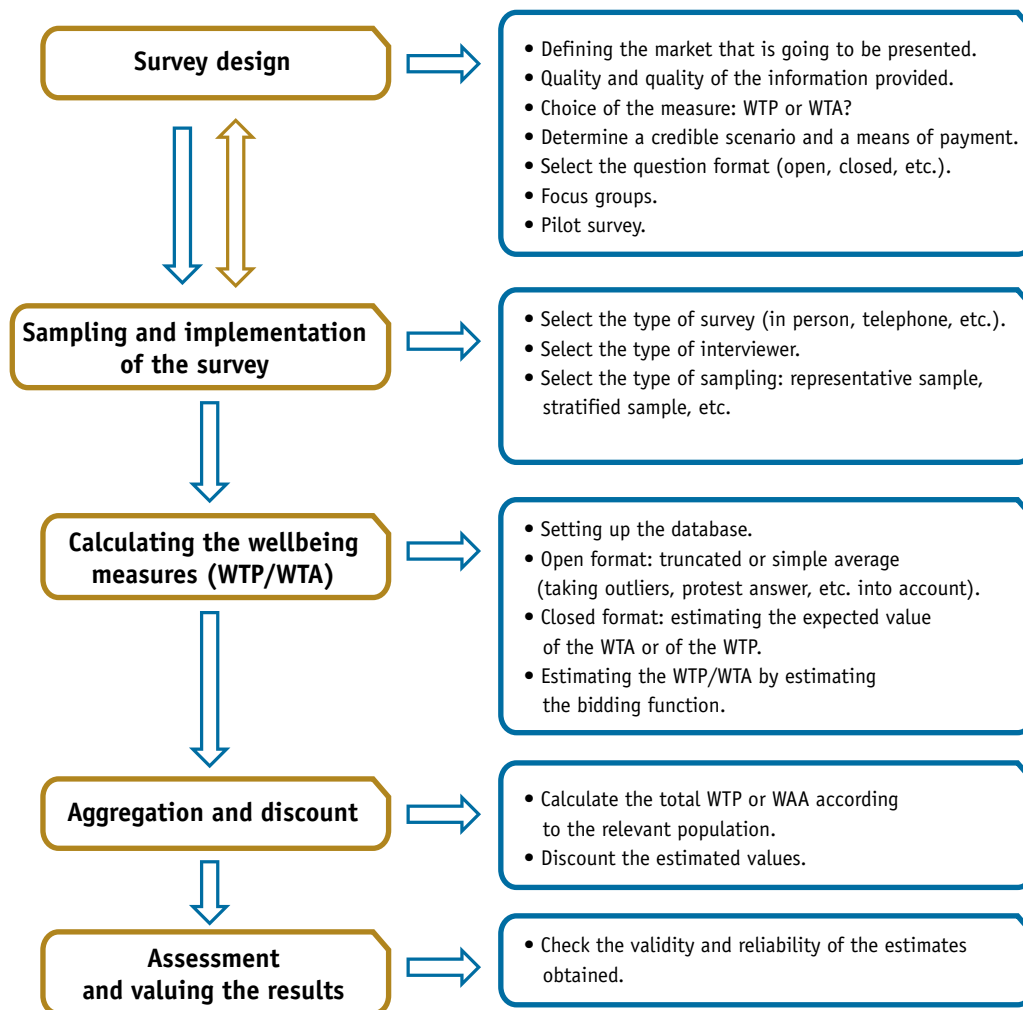 Survey design
• Defining the market that is going to be presented.
• Quality and quality of the information provided.
• Choice of the measure: WTP or WTA?
• Determine a credible scenario and a means of payment.
• Select the question format (open, closed, etc.).
• Focus groups.
• Pilot survey.
Sampling and implementation
of the survey
• Select the type of survey (in person, telephone, etc.).
• Select the type of interviewer.
• Select the type of sampling: representative sample,
stratified sample, etc.
Calculating the wellbeing
measures (WTP/WTA)
• Setting up the database.
• Open format: truncated or simple average
(taking outliers, protest answer, etc. into account).
• Closed format: estimating the expected value
of the WTA or of the WTP.
• Estimating the WTP/WTA by estimating
the bidding function.
Aggregation and discount
• Calculate the total WTP or WAA according
to the relevant population.
• Discount the estimated values.
Assessment
and valuing the results
• Check the validity and reliability of the estimates
obtained.